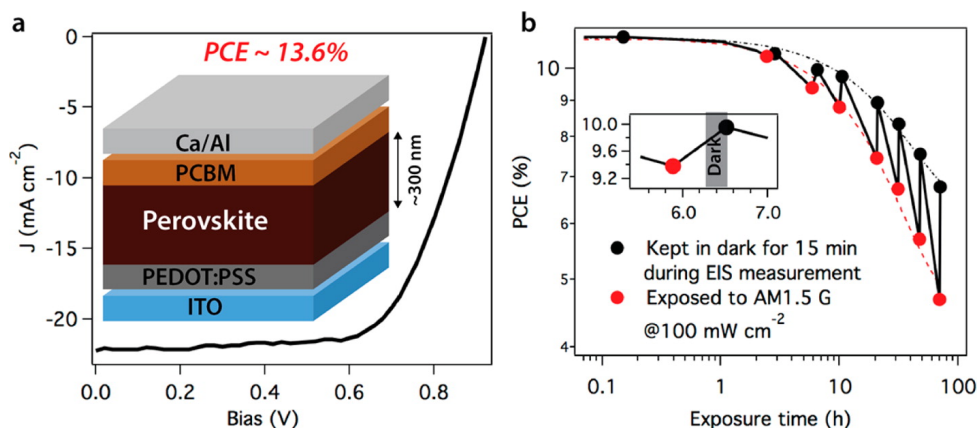 a
PCE ~ 13.6%
J (mA cm-2)
0
-5
-10
-15
-20
Ca/Al
PCBM
Perovskite
PEDOT:PSS
ITO
~300 nm
0.0
0.2
0.4
0.6
0.8
Bias (V)
b
PCE (%)
10
9
8
7
6
5
4
10.0
9.6
9.2
Dark
6.0
7.0
Kept in dark for 15 min
during EIS measurement
Exposed to AM1.5 G
@100 mW cm-2
0.1
1
10
100
Exposure time (h)